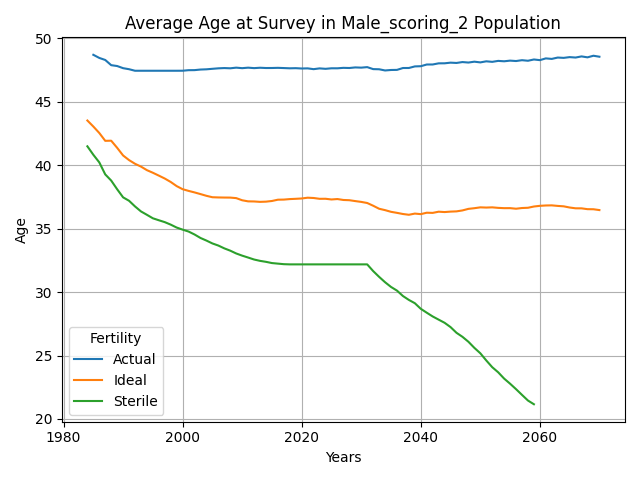 Average Age at Survey in Male_scoring_2 Population
50
45
40
35
30
25
20
Age
Fertility
Actual
Ideal
Sterile
1980
2000
2020
2040
2060
Years